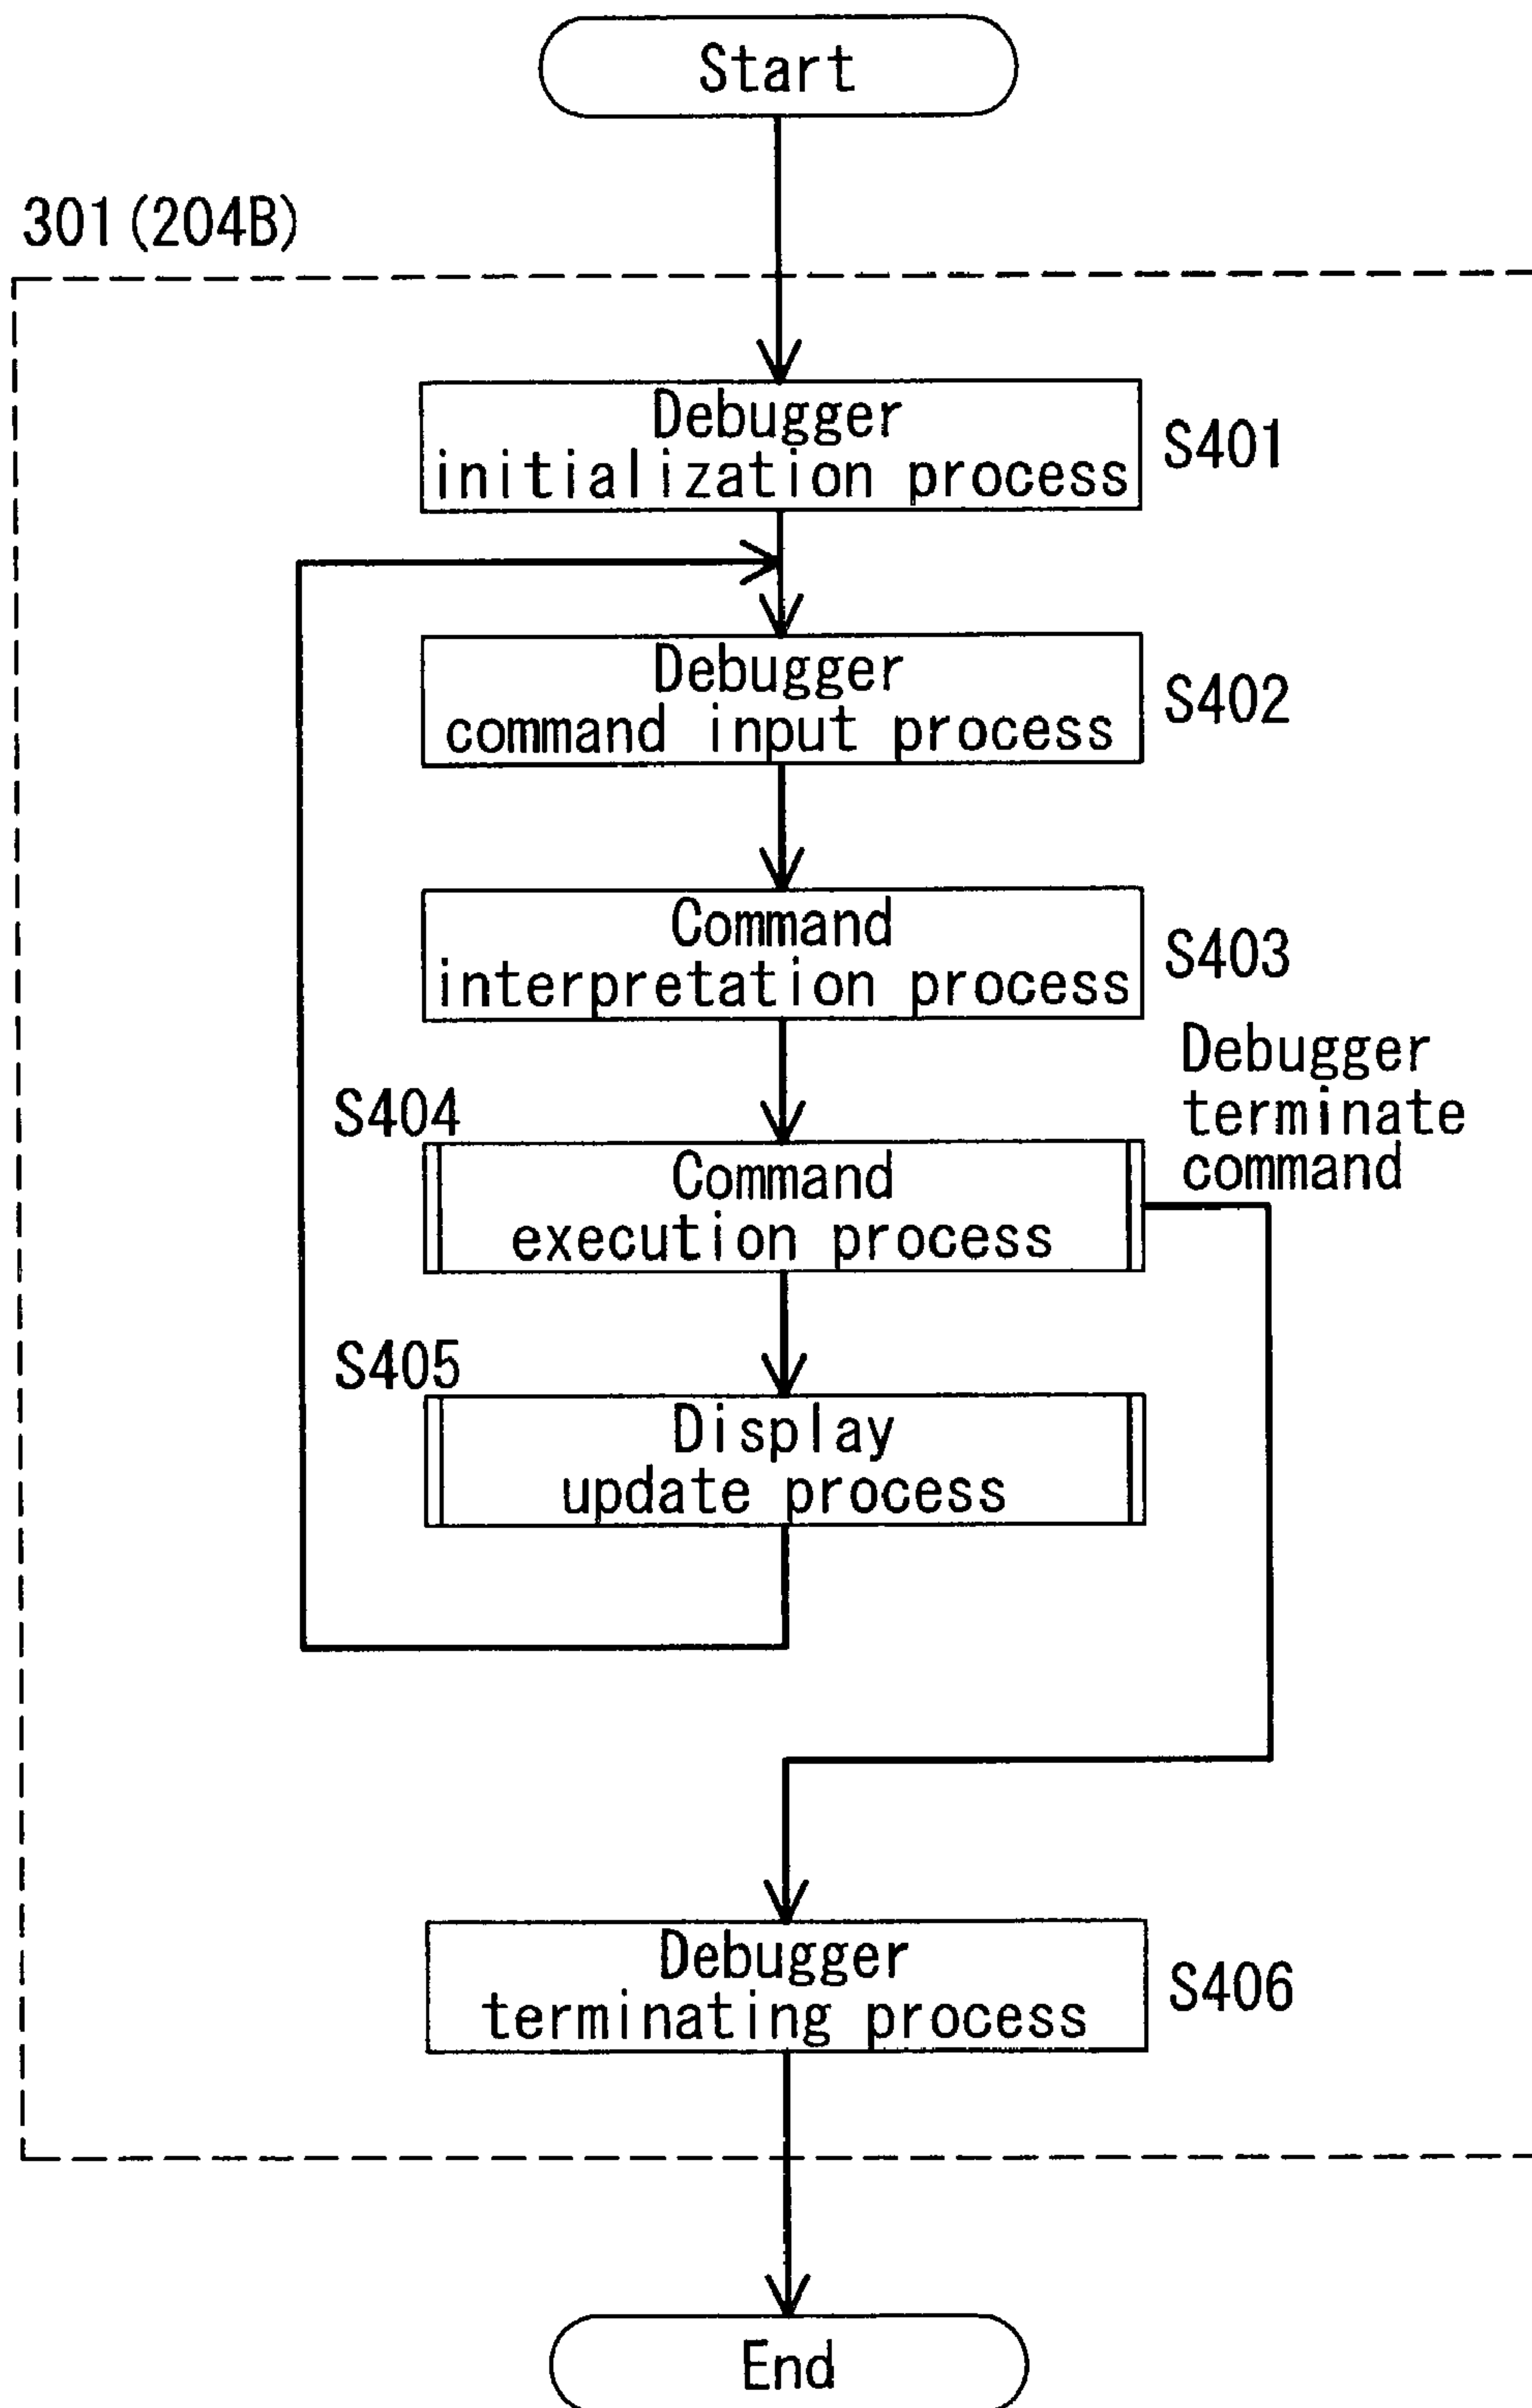 Start
301(204B)
Debugger
initialization process
S401
Debugger
command input process
S402
Command
interpretation process
S403
Debugger
terminate
command
S404
Command
execution process
S405
Display
update process
Debugger
terminating process
S406
End